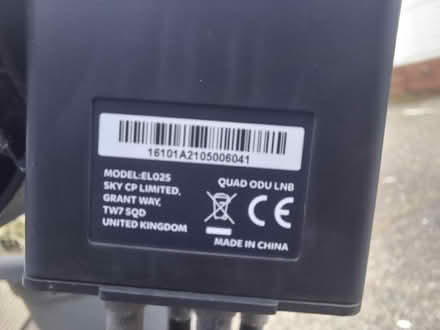 16101A2105006041
MODEL:EL025
SKY CP LIMITED,
GRANT WAY,
TW7 5QD
UNITED KINGDOM
QUAD ODU LNB
CE
MADE IN CHINA